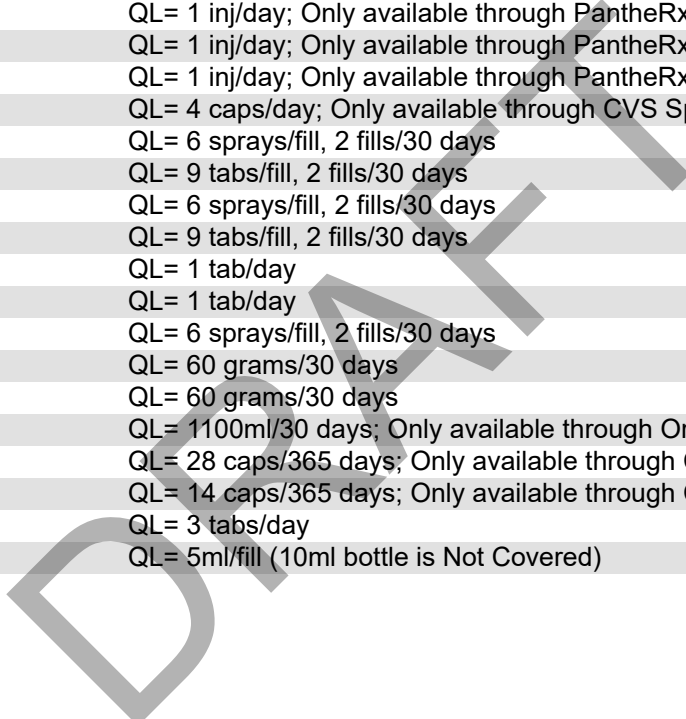 QL= 1 inj/day; Only available through PantheRx
QL= 1 inj/day; Only available through PantheRx
QL= 1 inj/day; Only available through PantheRx
QL= 4 caps/day; Only available through CVS
QL= 6 sprays/fill, 2 fills/30 days
QL= 9 tabs/fill, 2 fills/30 days
QL= 6 sprays/fill, 2 fills/30 days
QL= 9 tabs/fill, 2 fills/30 days
QL= 1 tab/day
QL= 1 tab/day
QL= 6 sprays/fill, 2 fills/30 days
QL= 60 grams/30 days
QL= 60 grams/30 days
QL= 1100ml/30 days; Only available through
QL= 28 caps/365 days; Only available through
QL= 14 caps/365 days; Only available through
QL= 3 tabs/day
QL= 5ml/fill (10ml bottle is Not Covered)
DRAFT